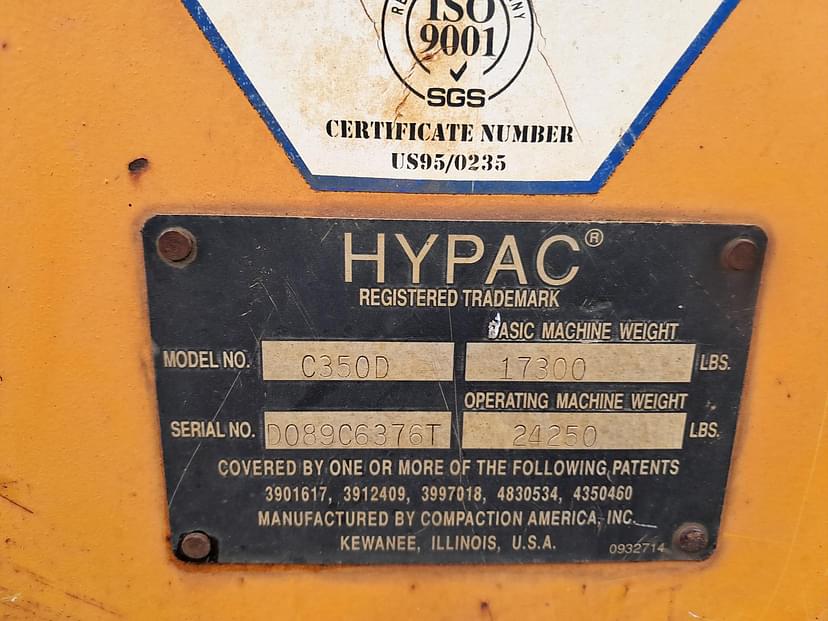 ISO
9001
SGS
CERTIFICATE NUMBER
US95/0235
HYPAC®
REGISTERED TRADEMARK
BASIC MACHINE WEIGHT
MODEL NO. C350D 17300 LBS.
OPERATING MACHINE WEIGHT
SERIAL NO. D089C6376T 24250 LBS.
COVERED BY ONE OR MORE OF THE FOLLOWING PATENTS
3901617, 3912409, 3997018, 4830534, 4350460
MANUFACTURED BY COMPACTION AMERICA, INC.
KEWANEE, ILLINOIS, U.S.A. 0932714